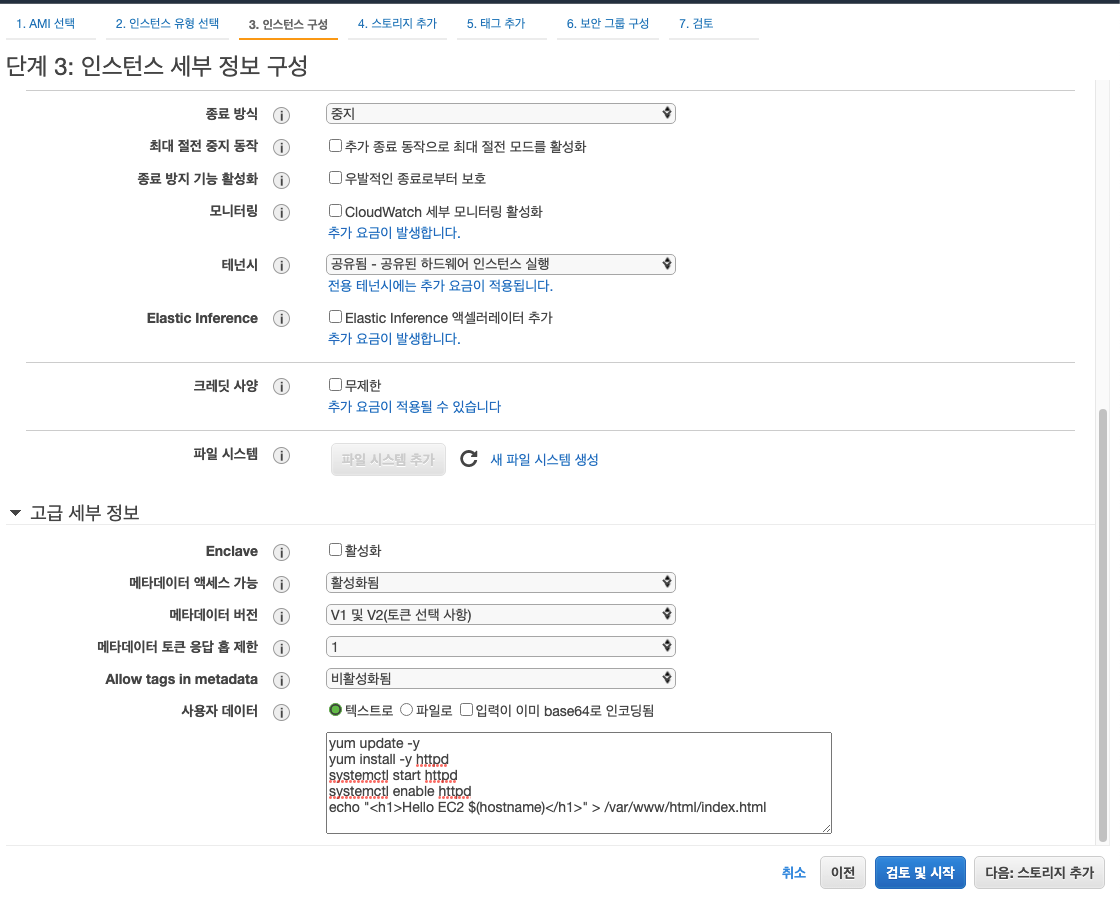 1. AMI 선택
2. 인스턴스 유형 선택
3. 인스턴스 구성
4. 스토리지 추가
5. 태그 추가
6. 보안 그룹 구성
7. 검토
단계 3: 인스턴스 세부 정보 구성
종료 방식 중지
최대 절전 중지 동작 추가 종료 동작으로 최대 절전 모드를 활성화
종료 방지 기능 활성화 우발적인 종료로부터 보호
모니터링 CloudWatch 세부 모니터링 활성화
추가 요금이 발생합니다.
테넌시 공유됨 - 공유된 하드웨어 인스턴스 실행
전용 테넌시에는 추가 요금이 적용됩니다.
Elastic Inference Elastic Inference 액셀러레이터 추가
추가 요금이 발생합니다.
크레딧 사양 무제한
추가 요금이 적용될 수 있습니다
파일 시스템 파일 시스템 추가 새 파일 시스템 생성
고급 세부 정보
Enclave 활성화
메타데이터 액세스 가능 활성화됨
메타데이터 버전 V1 및 V2(토큰 선택 사항)
메타데이터 토큰 응답 홉 제한 1
Allow tags in metadata 비활성화됨
사용자 데이터 텍스트로 파일로 입력이 이미 base64로 인코딩됨
yum update -y
yum install -y httpd
systemctl start httpd
systemctl enable httpd
echo "<h1>Hello EC2 $(hostname)</h1>" > /var/www/html/index.html
취소 이전 검토 및 시작 다음: 스토리지 추가